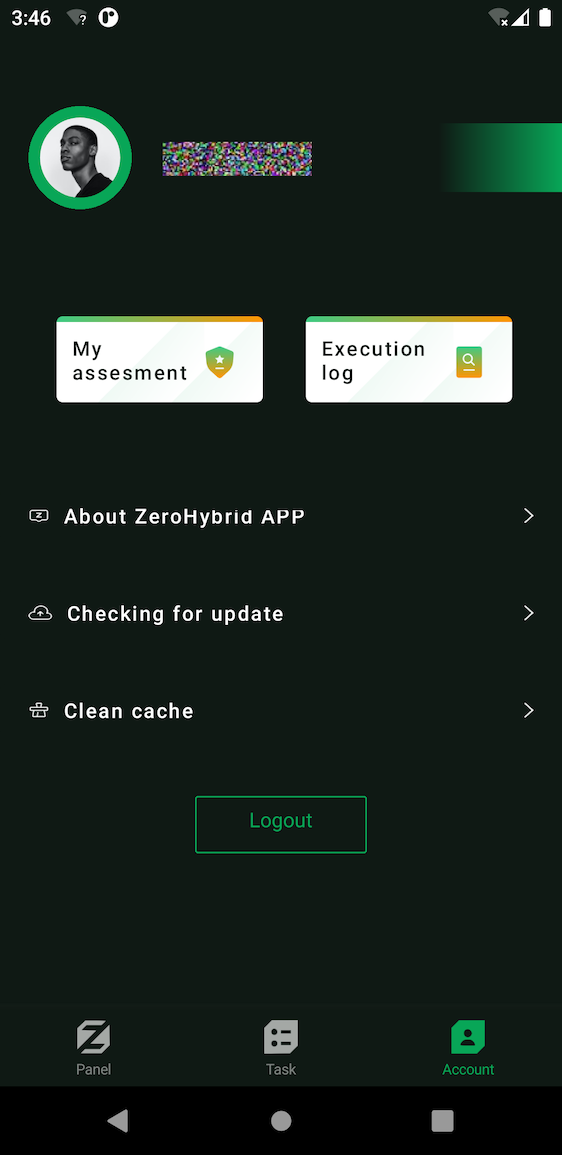 3:46
My
assesment
Execution
log
About ZeroHybrid APP
Checking for update
Clean cache
Logout
Panel
Task
Account